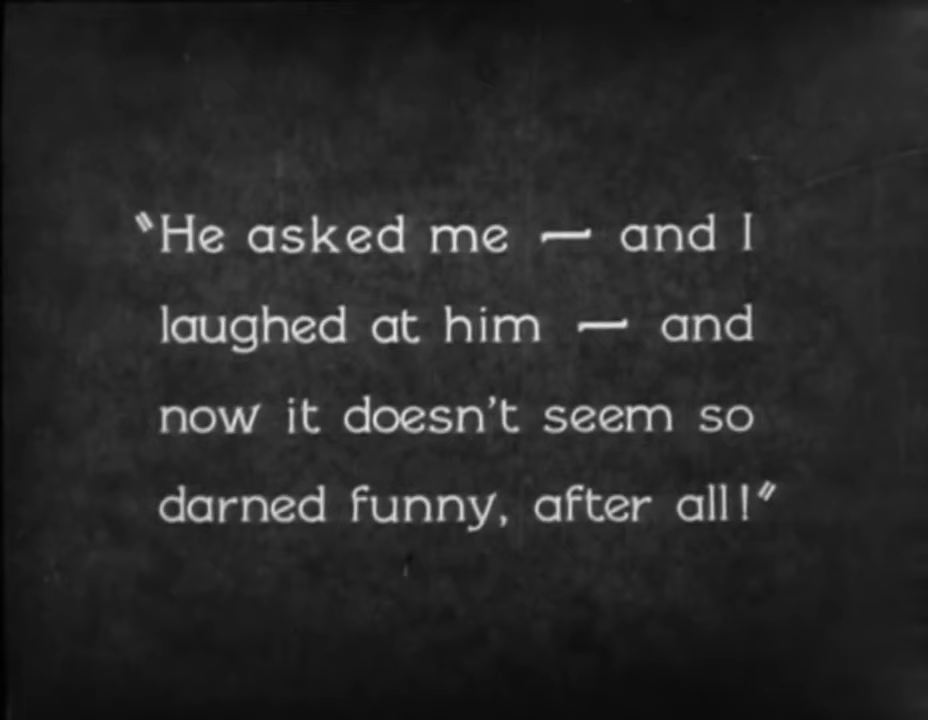 "He asked me — and I
laughed at him — and
now it doesn't seem so
darned funny, after all!"